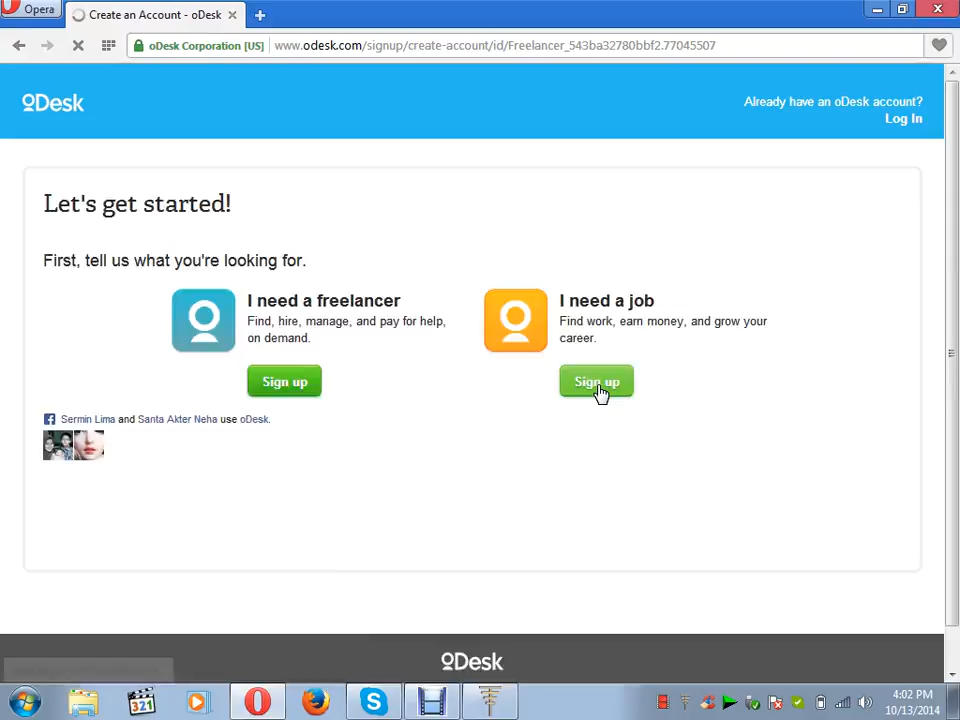 Opera
Create an Account - oDesk
oDesk Corporation [US]
www.odesk.com/signup/create-account/id/Freelancer_543ba32780bbf2.77045507
oDesk
Already have an oDesk account?
Log In
Let's get started!
First, tell us what you're looking for.
I need a freelancer
Find, hire, manage, and pay for help,
on demand.
Sign up
I need a job
Find work, earn money, and grow your
career.
Sign up
Sermin Lima and Santa Akter Neha use oDesk.
oDesk
321
4:02 PM
10/13/2014